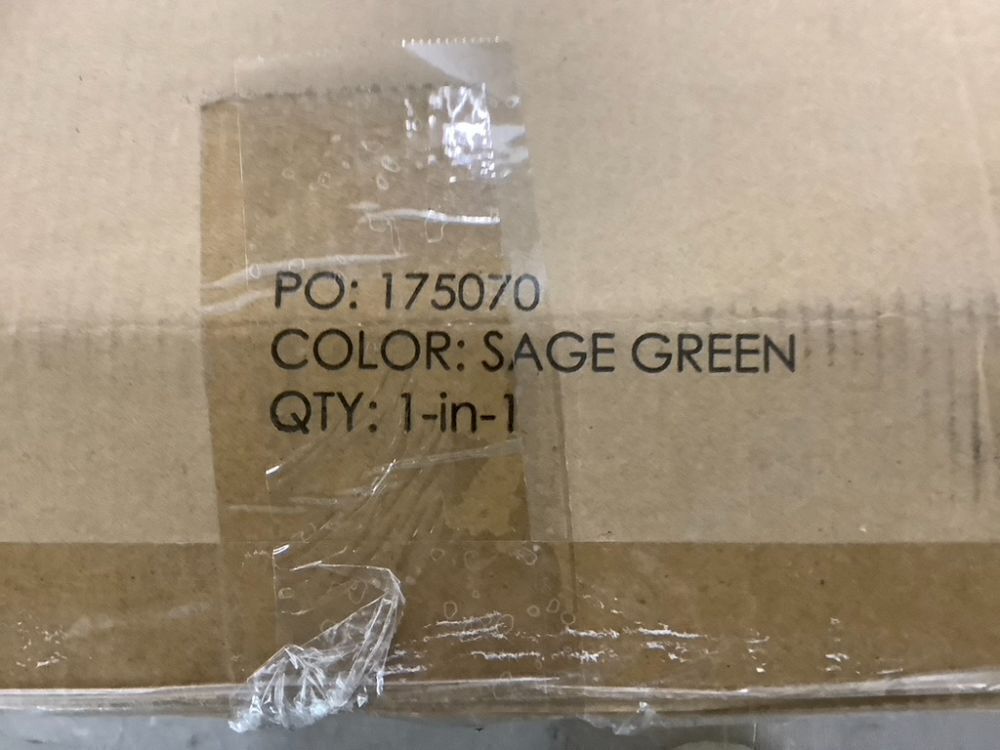 PO: 175070
COLOR: SAGE GREEN
QTY: 1-in-1